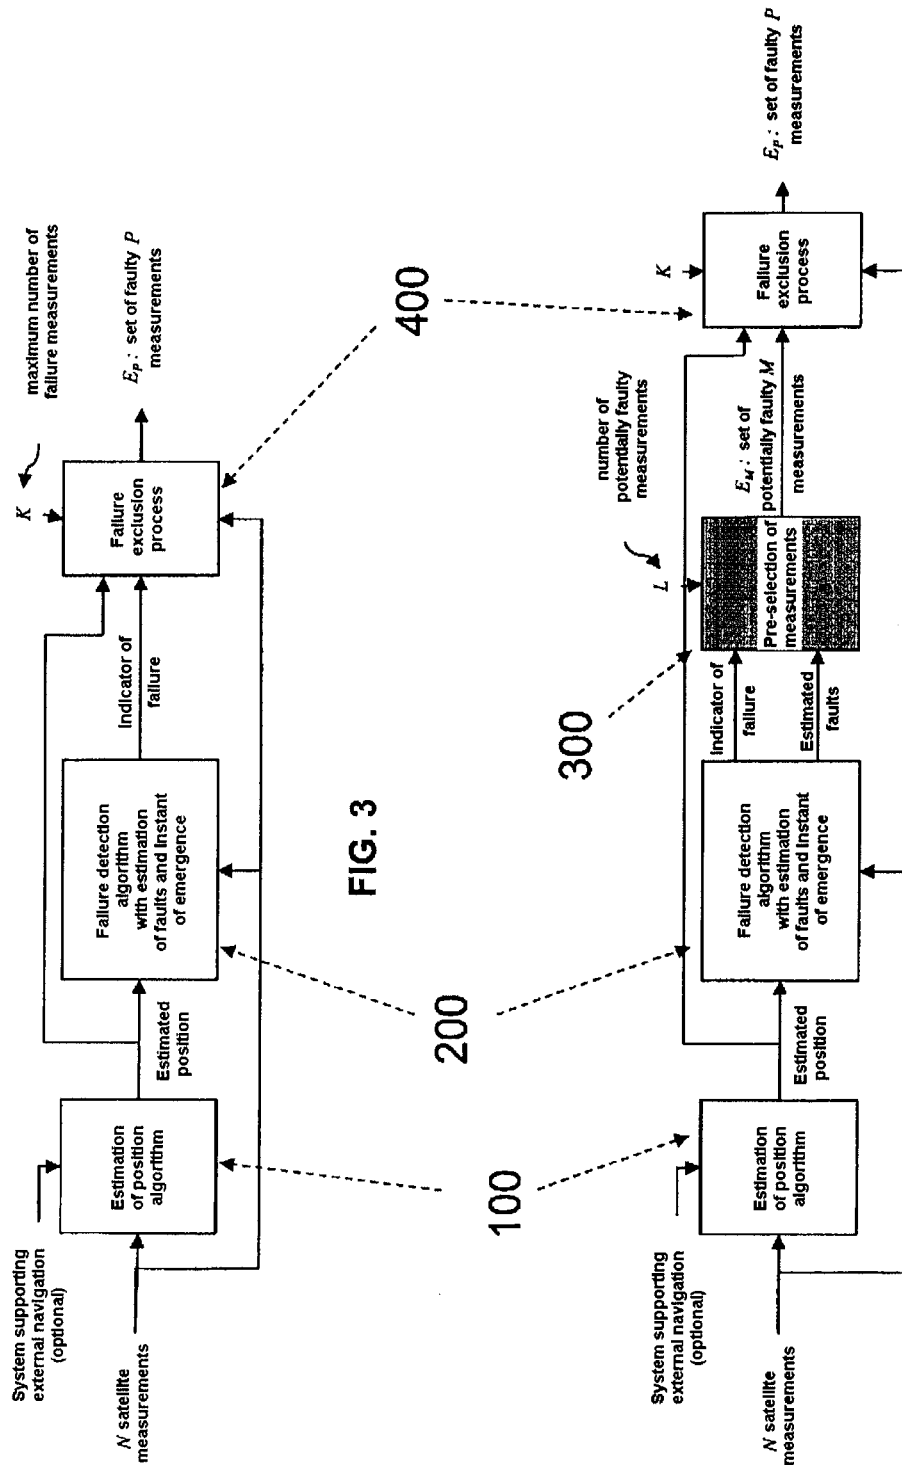 System supporting
external navigation
(optional)
N satellite
measurements
Estimation
of position
algorithm
Estimated
position
Failure detection
algorithm
with estimation
of faults and Instant
of emergence
Indicator of
failure
K
maximum number of
failure measurements
Failure
exclusion
process
E_P : set of faulty P
measurements
100
200
FIG. 3
300
400
System supporting
external navigation
(optional)
N satellite
measurements
Estimation
of position
algorithm
Estimated
position
Failure detection
algorithm
with estimation
of faults and Instant
of emergence
Indicator of
failure
Estimated
faults
L
number of
potentially faulty
measurements
Pre-selection of
measurements
E_M : set of
potentially faulty M
measurements
K
Failure
exclusion
process
E_P : set of faulty P
measurements